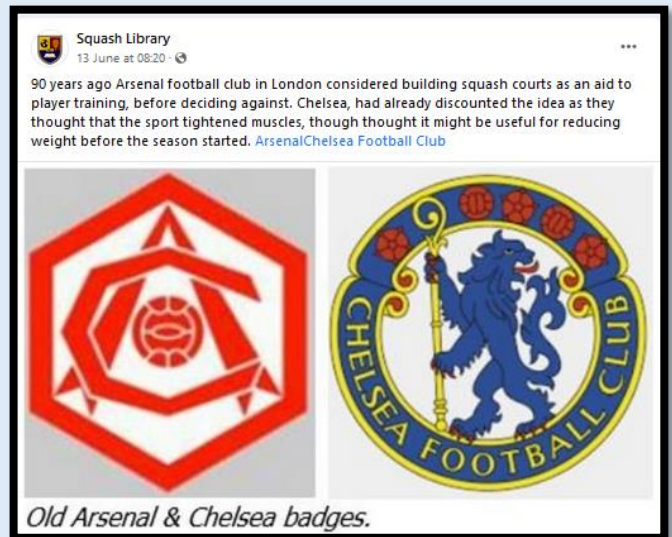 Squash Library
13 June at 08:20 ·
90 years ago Arsenal football club in London considered building squash courts as an aid to
player training, before deciding against. Chelsea, had already discounted the idea as they
thought that the sport tightened muscles, though thought it might be useful for reducing
weight before the season started. ArsenalChelsea Football Club
CHELSEA FOOTBALL CLUB
Old Arsenal & Chelsea badges.